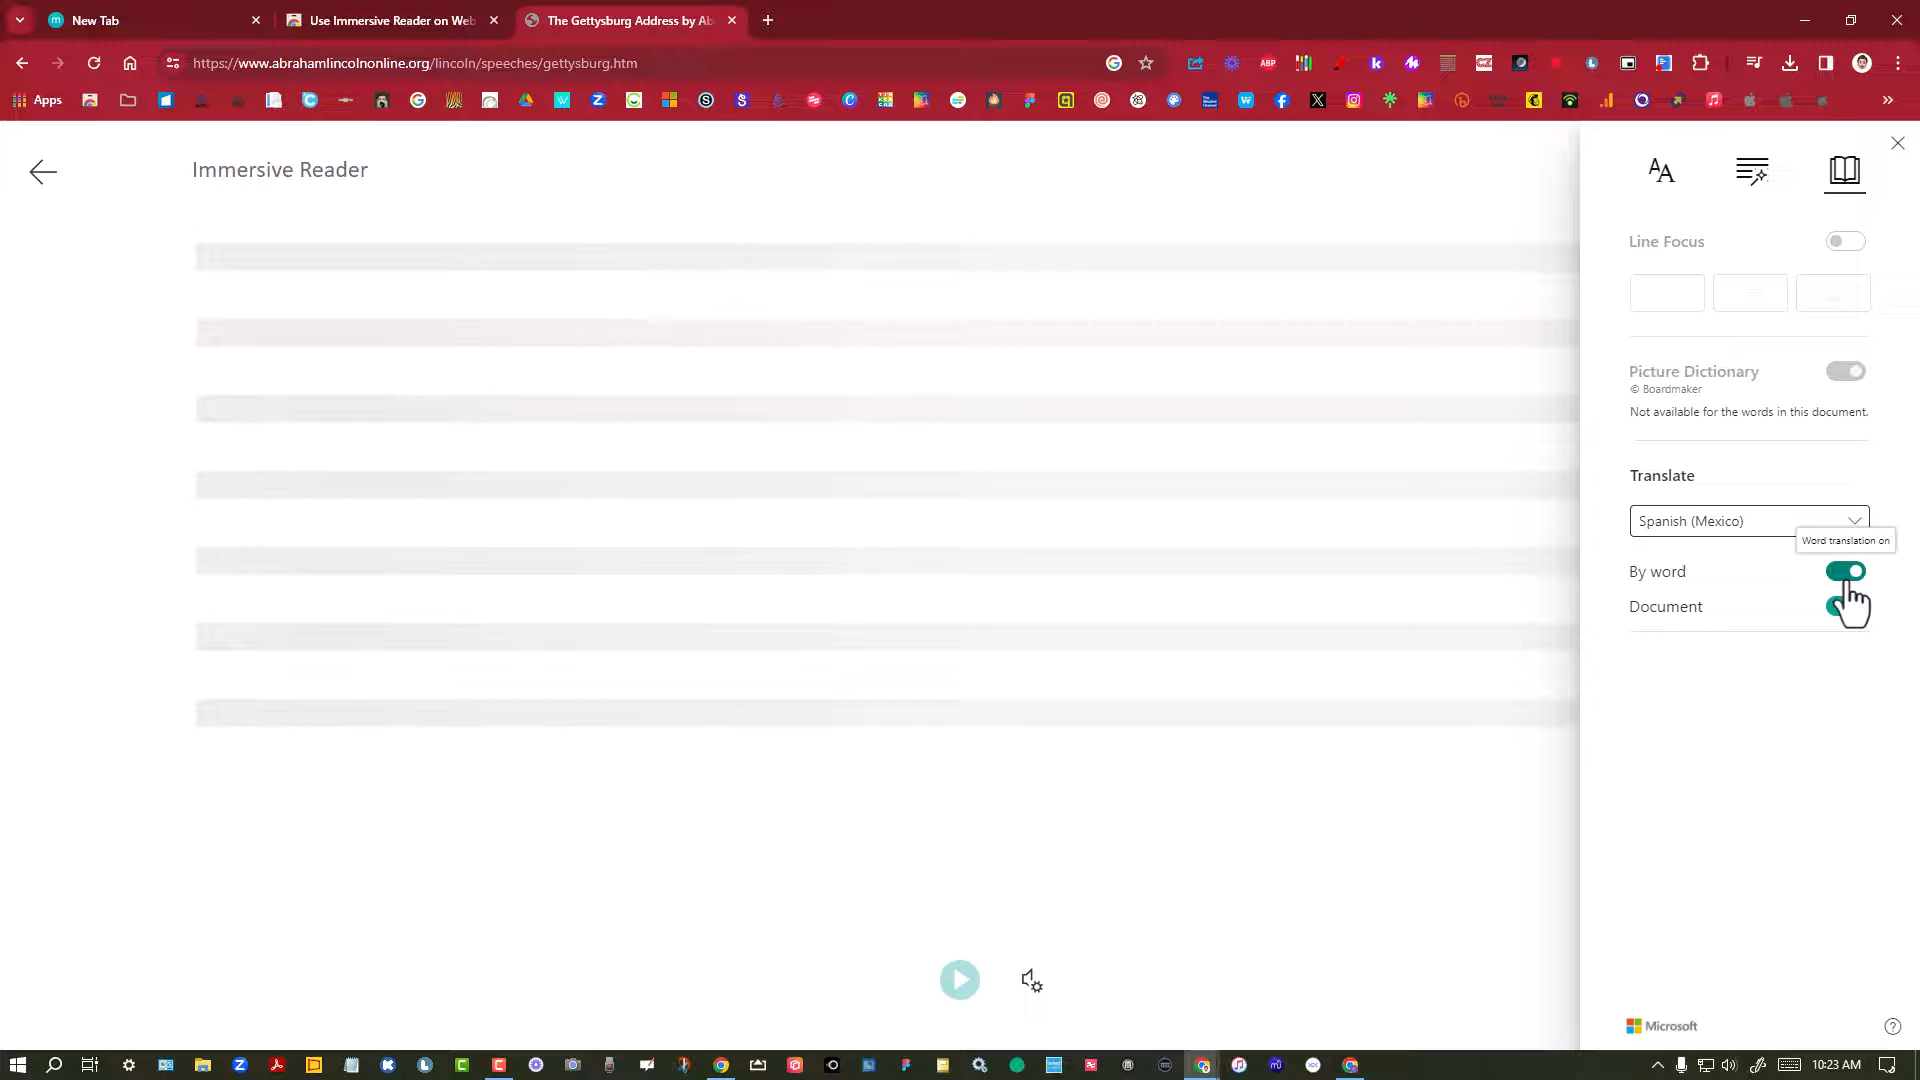 New Tab
Use Immersive Reader on Web
The Gettysburg Address by Ab
https://www.abrahamlincolnonline.org/lincoln/speeches/gettysburg.htm
Apps
Immersive Reader
Line Focus
Picture Dictionary
© Boardmaker
Not available for the words in this document.
Translate
Spanish (Mexico)
Word translation on
By word
Document
Microsoft
10:23 AM